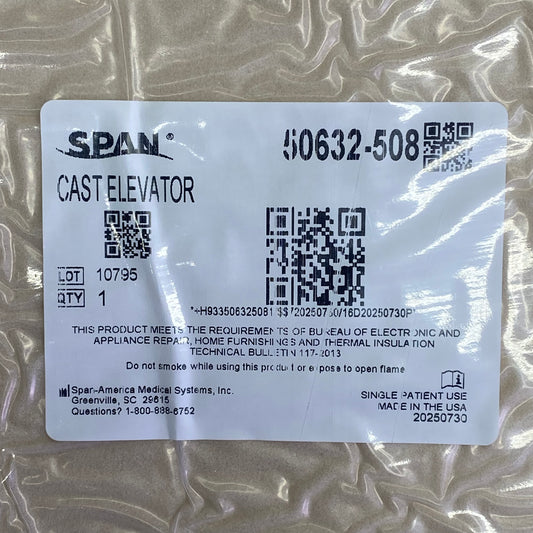 SPAN®
50632-508
CAST ELEVATOR
LOT 10795
QTY 1
THIS PRODUCT MEETS THE REQUIREMENTS OF BUREAU OF ELECTRONIC AND
APPLIANCE REPAIR, HOME FURNISHINGS AND THERMAL INSULATION
TECHNICAL BULLETIN 117-2013
Do not smoke while using this product or expose to open flame
Span-America Medical Systems, Inc.
Greenville, SC 29615
Questions? 1-800-888-6752
SINGLE PATIENT USE
MADE IN THE USA
20250730